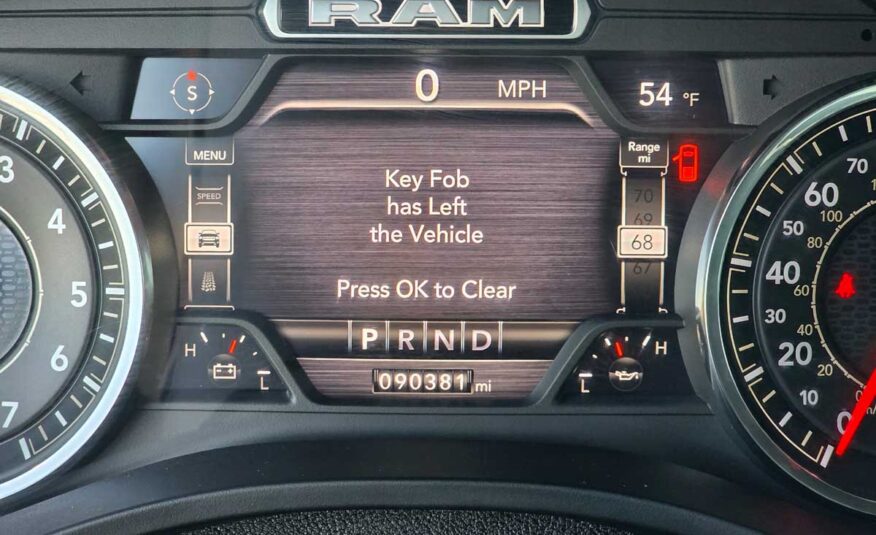 RAM
S
0 MPH
54 °F
MENU
SPEED
Range
mi
70
69
68
67
Key Fob
has Left
the Vehicle
Press OK to Clear
P R N D
H
L
090381 mi
L
H
3
4
5
6
7
70
60
100
80
40
60
30
40
20
20
10
0